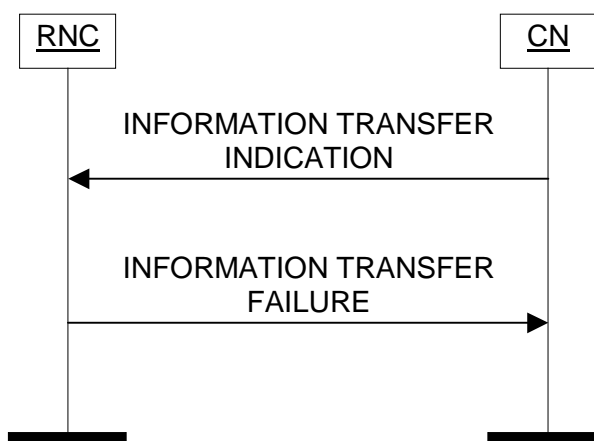 RNC
CN
INFORMATION TRANSFER
INDICATION
INFORMATION TRANSFER
FAILURE